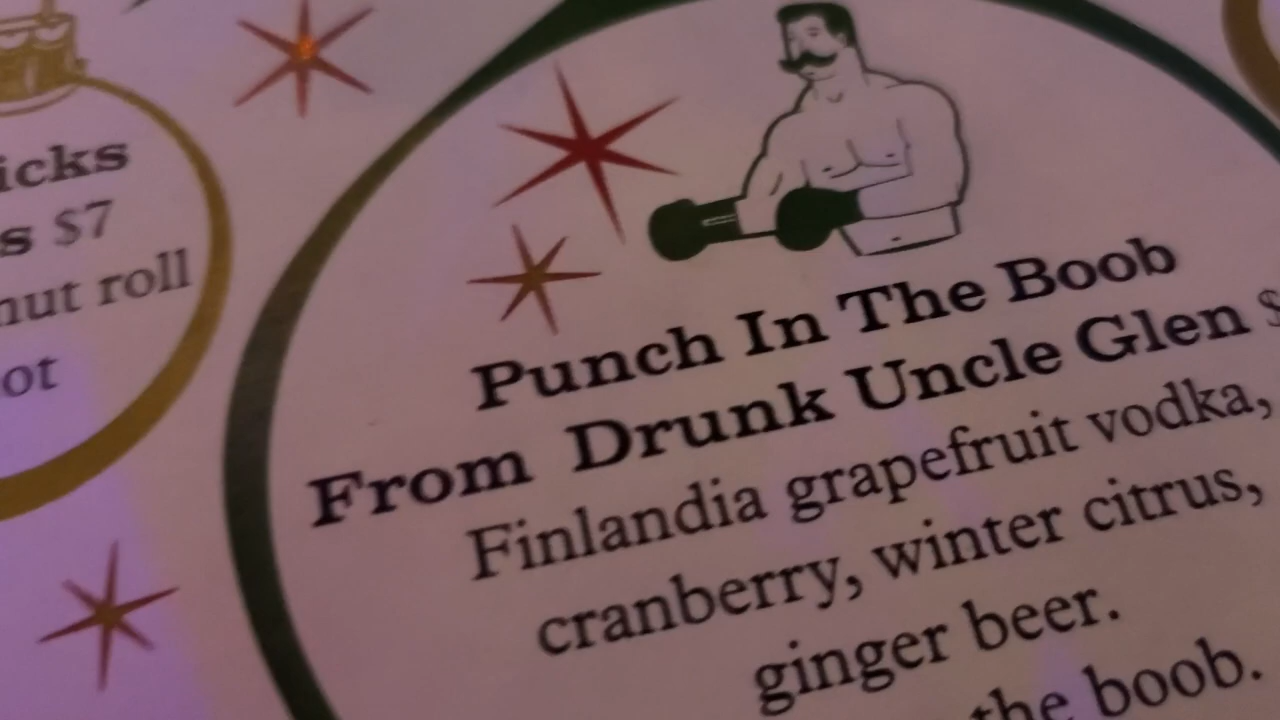 icks
s $7
nut roll
ot
Punch In The Boob
From Drunk Uncle Glen $
Finlandia grapefruit vodka,
cranberry, winter citrus,
ginger beer.
the boob.